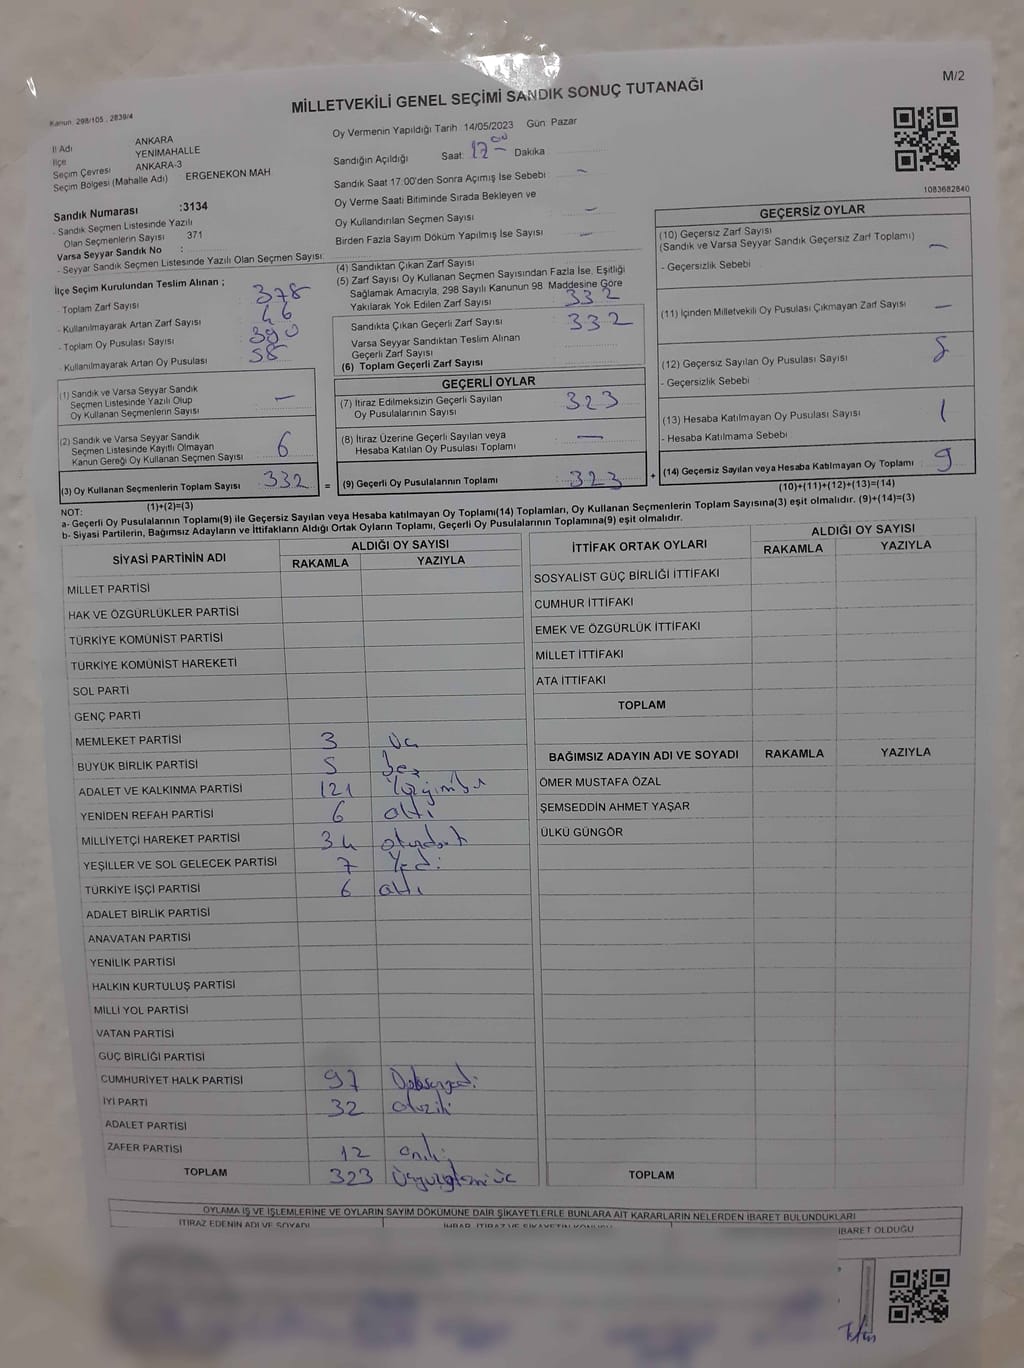 M/2
MİLLETVEKİLİ GENEL SEÇİMİ SANDIK SONUÇ TUTANAĞI
Kanun: 298/105, 2839/4
İl Adı ANKARA
İlçe YENİMAHALLE
Seçim Çevresi ANKARA-3
Seçim Bölgesi (Mahalle Adı) ERGENEKON MAH
Sandık Numarası :3134
- Sandık Seçmen Listesinde Yazılı
Olan Seçmenlerin Sayısı 371
Varsa Seyyar Sandık No :
- Seyyar Sandık Seçmen Listesinde Yazılı Olan Seçmen Sayısı:
Oy Vermenin Yapıldığı Tarih 14/05/2023 Gün Pazar
Sandığın Açıldığı Saat: 17 00 Dakika
Sandık Saat 17:00'den Sonra Açımış İse Sebebi -
Oy Verme Saati Bitiminde Sırada Bekleyen ve
Oy Kullandırılan Seçmen Sayısı -
Birden Fazla Sayım Döküm Yapılmış İse Sayısı -
1083682840
İlçe Seçim Kurulundan Teslim Alınan ;
- Toplam Zarf Sayısı 378
- Kullanılmayarak Artan Zarf Sayısı 46
- Toplam Oy Pusulası Sayısı 390
- Kullanılmayarak Artan Oy Pusulası 58
(1) Sandık ve Varsa Seyyar Sandık
Seçmen Listesinde Yazılı Olup
Oy Kullanan Seçmenlerin Sayısı -
(2) Sandık ve Varsa Seyyar Sandık
Seçmen Listesinde Kayıtlı Olmayan
Kanun Gereği Oy Kullanan Seçmen Sayısı 6
(3) Oy Kullanan Seçmenlerin Toplam Sayısı 332
(1)+(2)=(3)
(4) Sandıktan Çıkan Zarf Sayısı
(5) Zarf Sayısı Oy Kullanan Seçmen Sayısından Fazla İse, Eşitliği
Sağlamak Amacıyla, 298 Sayılı Kanunun 98 Maddesine Göre
Yakılarak Yok Edilen Zarf Sayısı 332
Sandıkta Çıkan Geçerli Zarf Sayısı 332
Varsa Seyyar Sandıktan Teslim Alınan
Geçerli Zarf Sayısı
(6) Toplam Geçerli Zarf Sayısı
GEÇERLİ OYLAR
(7) İtiraz Edilmeksizin Geçerli Sayılan
Oy Pusulalarının Sayısı 323
(8) İtiraz Üzerine Geçerli Sayılan veya
Hesaba Katılan Oy Pusulası Toplamı -
= (9) Geçerli Oy Pusulalarının Toplamı 323 +
GEÇERSİZ OYLAR
(10) Geçersiz Zarf Sayısı
(Sandık ve Varsa Seyyar Sandık Geçersiz Zarf Toplamı) -
- Geçersizlik Sebebi
(11) İçinden Milletvekili Oy Pusulası Çıkmayan Zarf Sayısı -
(12) Geçersiz Sayılan Oy Pusulası Sayısı 8
- Geçersizlik Sebebi
(13) Hesaba Katılmayan Oy Pusulası Sayısı 1
- Hesaba Katılmama Sebebi
(14) Geçersiz Sayılan veya Hesaba Katılmayan Oy Toplamı 9
(10)+(11)+(12)+(13)=(14)
NOT:
a- Geçerli Oy Pusulalarının Toplamı(9) ile Geçersiz Sayılan veya Hesaba katılmayan Oy Toplamı(14) Toplamları, Oy Kullanan Seçmenlerin Toplam Sayısına(3) eşit olmalıdır. (9)+(14)=(3)
b- Siyasi Partilerin, Bağımsız Adayların ve İttifakların Aldığı Ortak Oyların Toplamı, Geçerli Oy Pusulalarının Toplamına(9) eşit olmalıdır.
SİYASİ PARTİNİN ADI ALDIĞI OY SAYISI
RAKAMLA YAZIYLA
MİLLET PARTİSİ
HAK VE ÖZGÜRLÜKLER PARTİSİ
TÜRKİYE KOMÜNİST PARTİSİ
TÜRKİYE KOMÜNİST HAREKETİ
SOL PARTİ
GENÇ PARTİ
MEMLEKET PARTİSİ 3 üç
BÜYÜK BİRLİK PARTİSİ 5 beş
ADALET VE KALKINMA PARTİSİ 121
YENİDEN REFAH PARTİSİ 6 altı
MİLLİYETÇİ HAREKET PARTİSİ 34 otuzdört
YEŞİLLER VE SOL GELECEK PARTİSİ 7 Yedi
TÜRKİYE İŞÇİ PARTİSİ 6 altı
ADALET BİRLİK PARTİSİ
ANAVATAN PARTİSİ
YENİLİK PARTİSİ
HALKIN KURTULUŞ PARTİSİ
MİLLİ YOL PARTİSİ
VATAN PARTİSİ
GÜÇ BİRLİĞİ PARTİSİ
CUMHURİYET HALK PARTİSİ 97 Doksanyedi
İYİ PARTİ 32 otuziki
ADALET PARTİSİ
ZAFER PARTİSİ 12 oniki
TOPLAM 323 üçyüzyirmiüç
İTTİFAK ORTAK OYLARI ALDIĞI OY SAYISI
RAKAMLA YAZIYLA
SOSYALİST GÜÇ BİRLİĞİ İTTİFAKI
CUMHUR İTTİFAKI
EMEK VE ÖZGÜRLÜK İTTİFAKI
MİLLET İTTİFAKI
ATA İTTİFAKI
TOPLAM
BAĞIMSIZ ADAYIN ADI VE SOYADI RAKAMLA YAZIYLA
ÖMER MUSTAFA ÖZAL
ŞEMSEDDİN AHMET YAŞAR
ÜLKÜ GÜNGÖR
TOPLAM
OYLAMA İŞ VE İŞLEMLERİNE VE OYLARIN SAYIM DÖKÜMÜNE DAİR ŞİKAYETLERLE BUNLARA AİT KARARLARIN NELERDEN İBARET BULUNDUKLARI
İTİRAZ EDENİN ADI VE SOYADI İHBAR, İTİRAZ VE ŞİKAYETİN KONUSU İBARET OLDUĞU